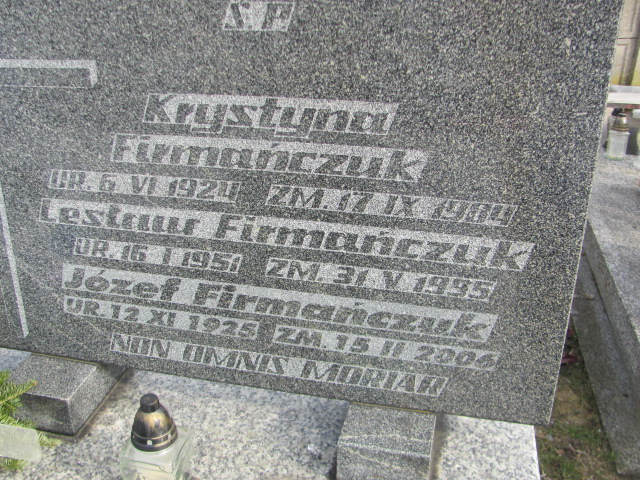 Ś P
Krystyna
Firmańczuk
UR. 6 VI 1924 ZM. 17 IX 1984
Lesław Firmańczuk
UR. 16 I 1951 ZM. 31 V 1995
Józef Firmańczuk
UR. 12 XI 1925 ZM. 15 II 2006
NON OMNIS MORIAR